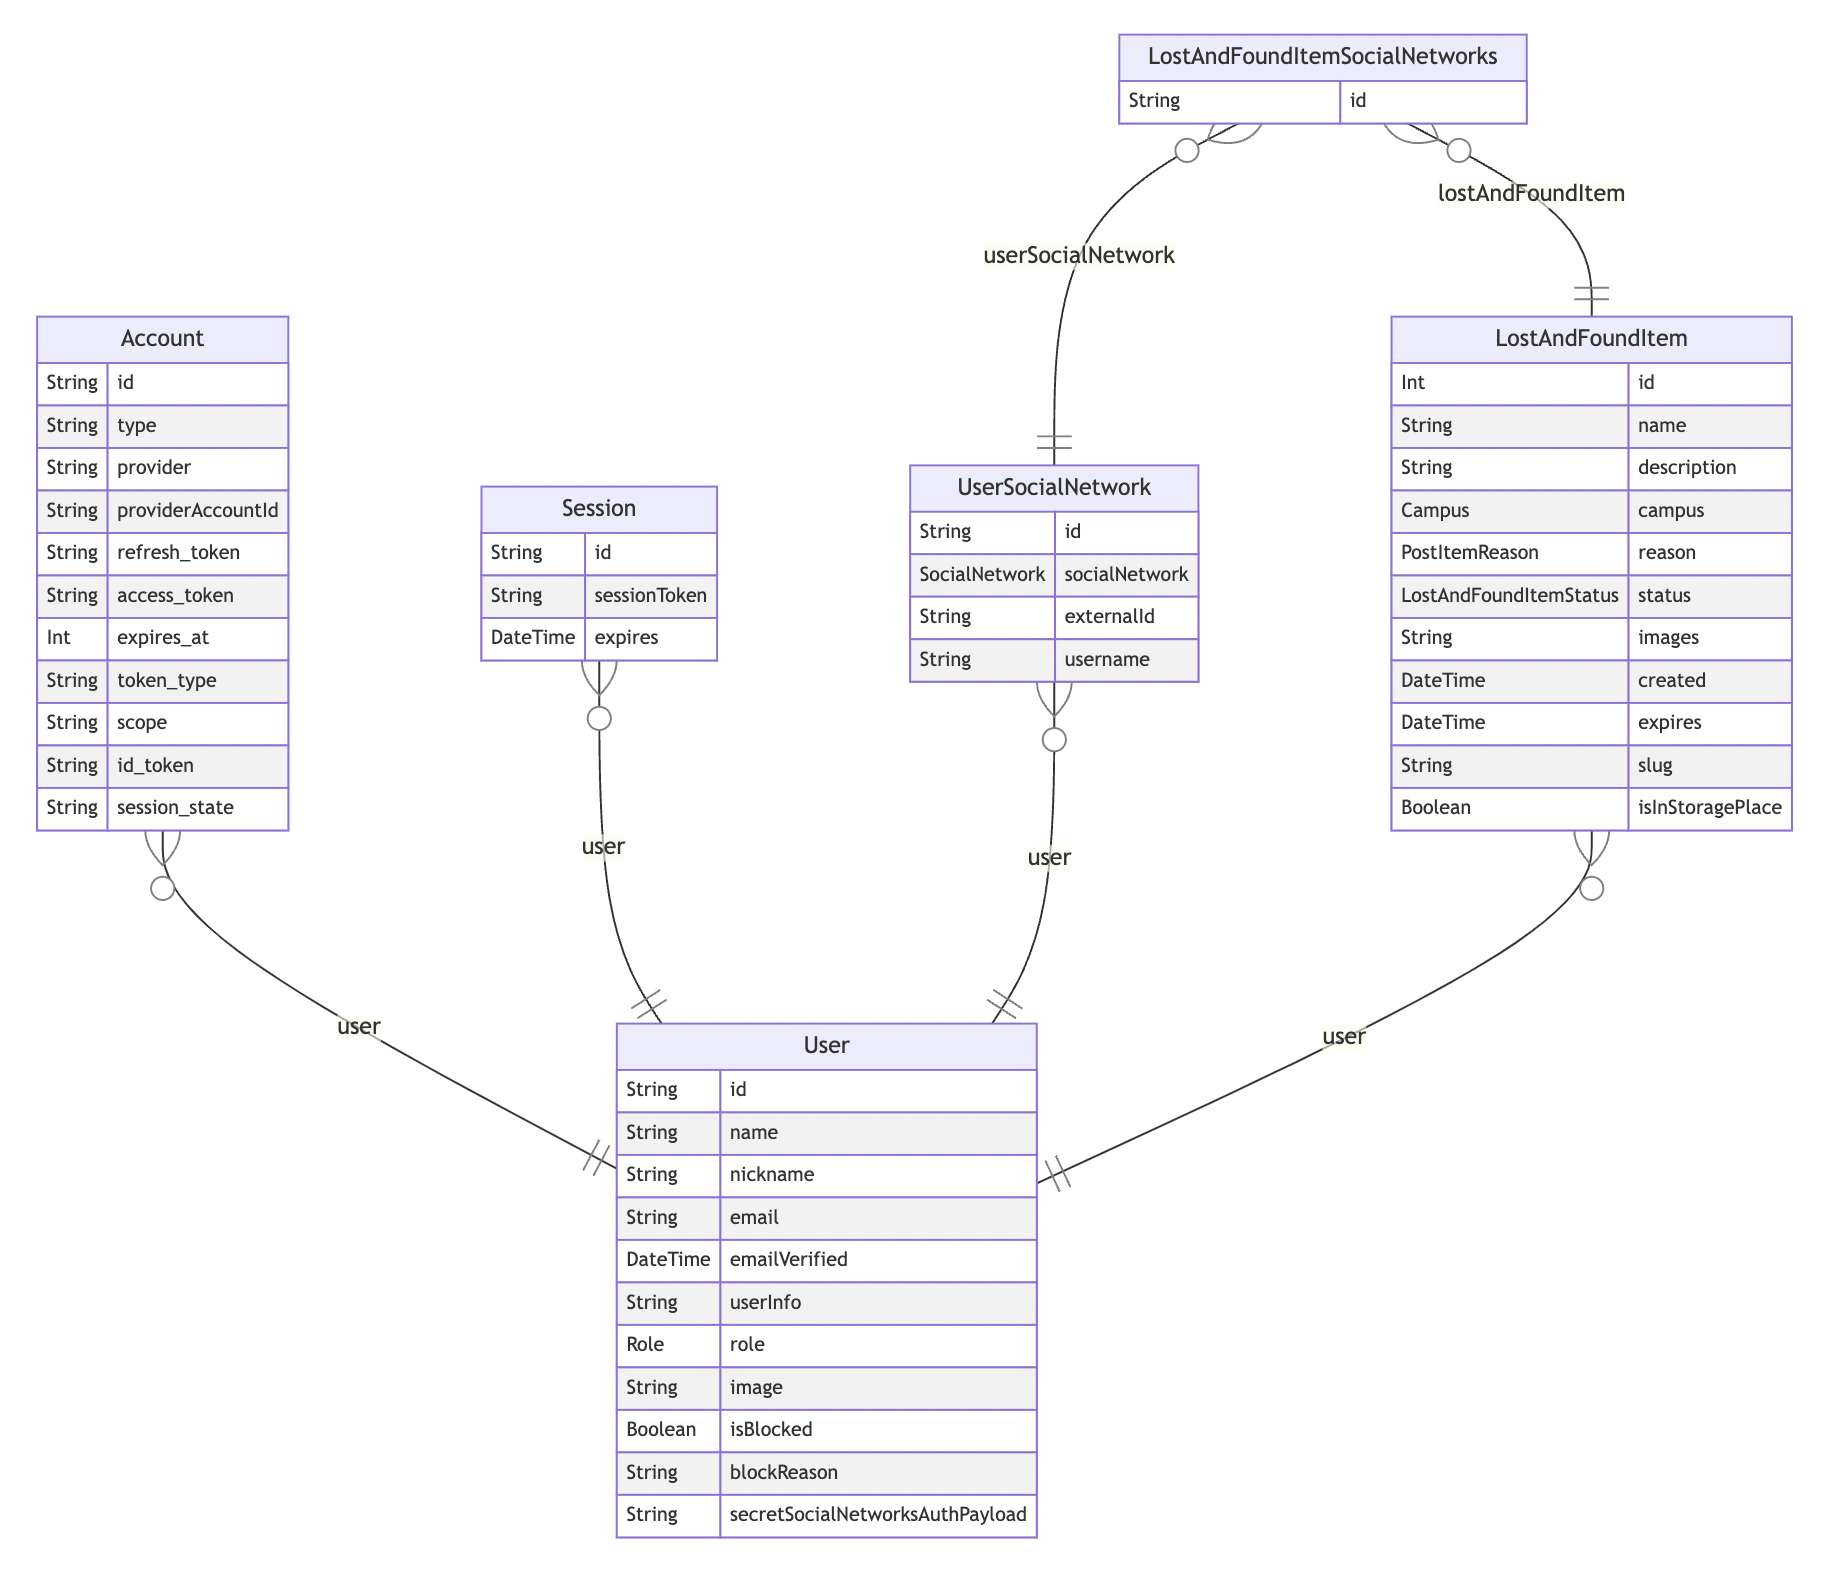 LostAndFoundItemSocialNetworks
String id
lostAndFoundItem
userSocialNetwork
Account
String id
String type
String provider
String providerAccountId
String refresh_token
String access_token
Int expires_at
String token_type
String scope
String id_token
String session_state
Session
String id
String sessionToken
DateTime expires
UserSocialNetwork
String id
SocialNetwork socialNetwork
String externalId
String username
LostAndFoundItem
Int id
String name
String description
Campus campus
PostItemReason reason
LostAndFoundItemStatus status
String images
DateTime created
DateTime expires
String slug
Boolean isInStoragePlace
user
user
user
user
User
String id
String name
String nickname
String email
DateTime emailVerified
String userInfo
Role role
String image
Boolean isBlocked
String blockReason
String secretSocialNetworksAuthPayload